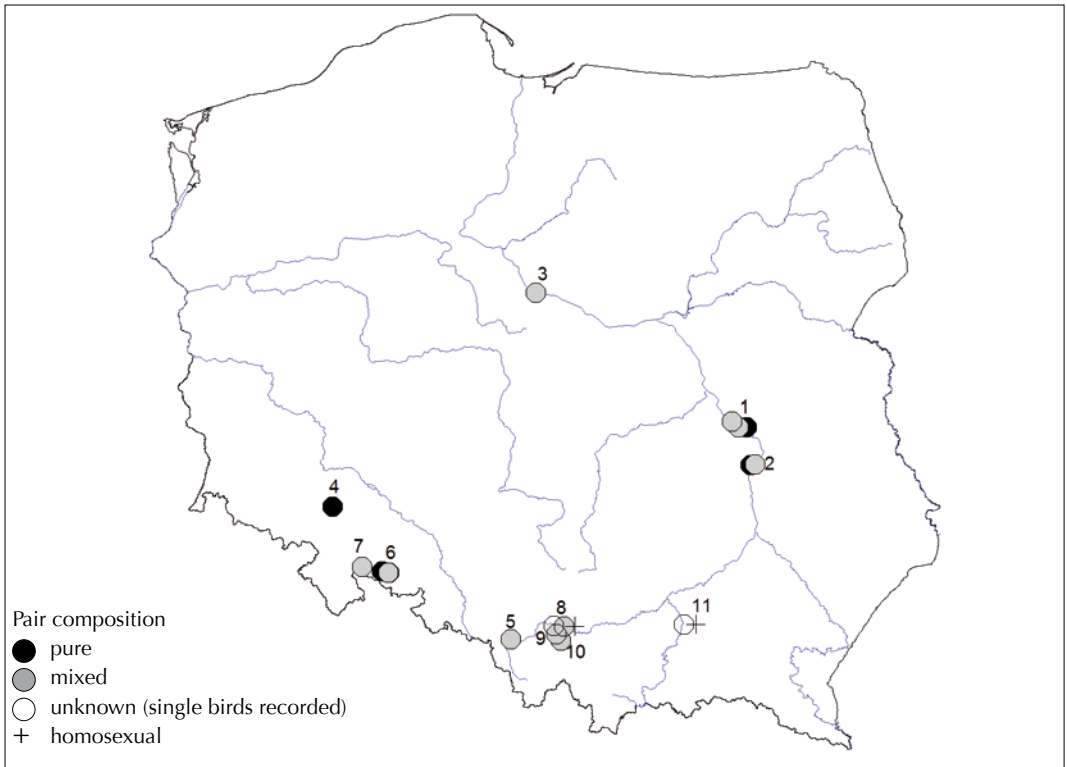 3
1
2
4
7 6
8 11
5 9
10
Pair composition
pure
mixed
unknown (single birds recorded)
+ homosexual